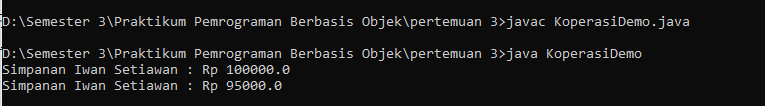 D:\Semester 3\Praktikum Pemrograman Berbasis Objek\pertemuan 3>javac KoperasiDemo.java
D:\Semester 3\Praktikum Pemrograman Berbasis Objek\pertemuan 3>java KoperasiDemo
Simpanan Iwan Setiawan : Rp 100000.0
Simpanan Iwan Setiawan : Rp 95000.0